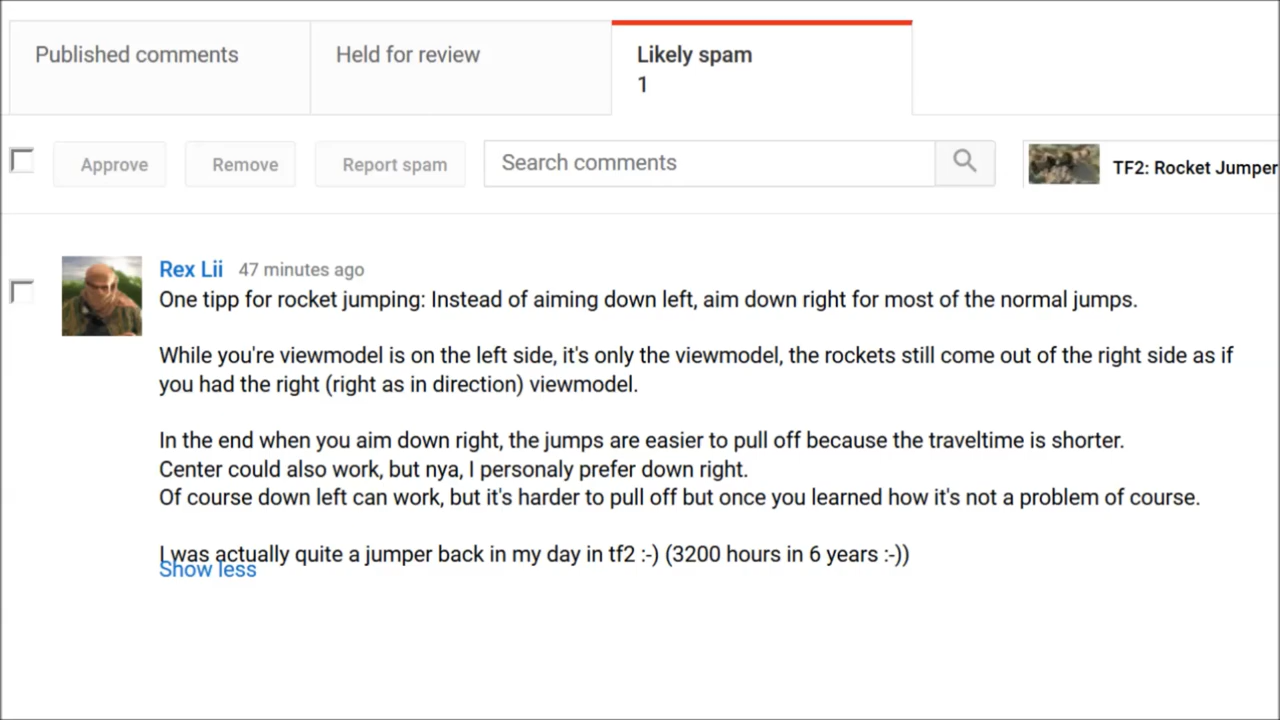 Published comments
Held for review
Likely spam
1
Approve
Remove
Report spam
Search comments
TF2: Rocket Jumper
Rex Lii 47 minutes ago
One tipp for rocket jumping: Instead of aiming down left, aim down right for most of the normal jumps.
While you're viewmodel is on the left side, it's only the viewmodel, the rockets still come out of the right side as if
you had the right (right as in direction) viewmodel.
In the end when you aim down right, the jumps are easier to pull off because the traveltime is shorter.
Center could also work, but nya, I personaly prefer down right.
Of course down left can work, but it's harder to pull off but once you learned how it's not a problem of course.
I was actually quite a jumper back in my day in tf2 :-) (3200 hours in 6 years :-))
Show less